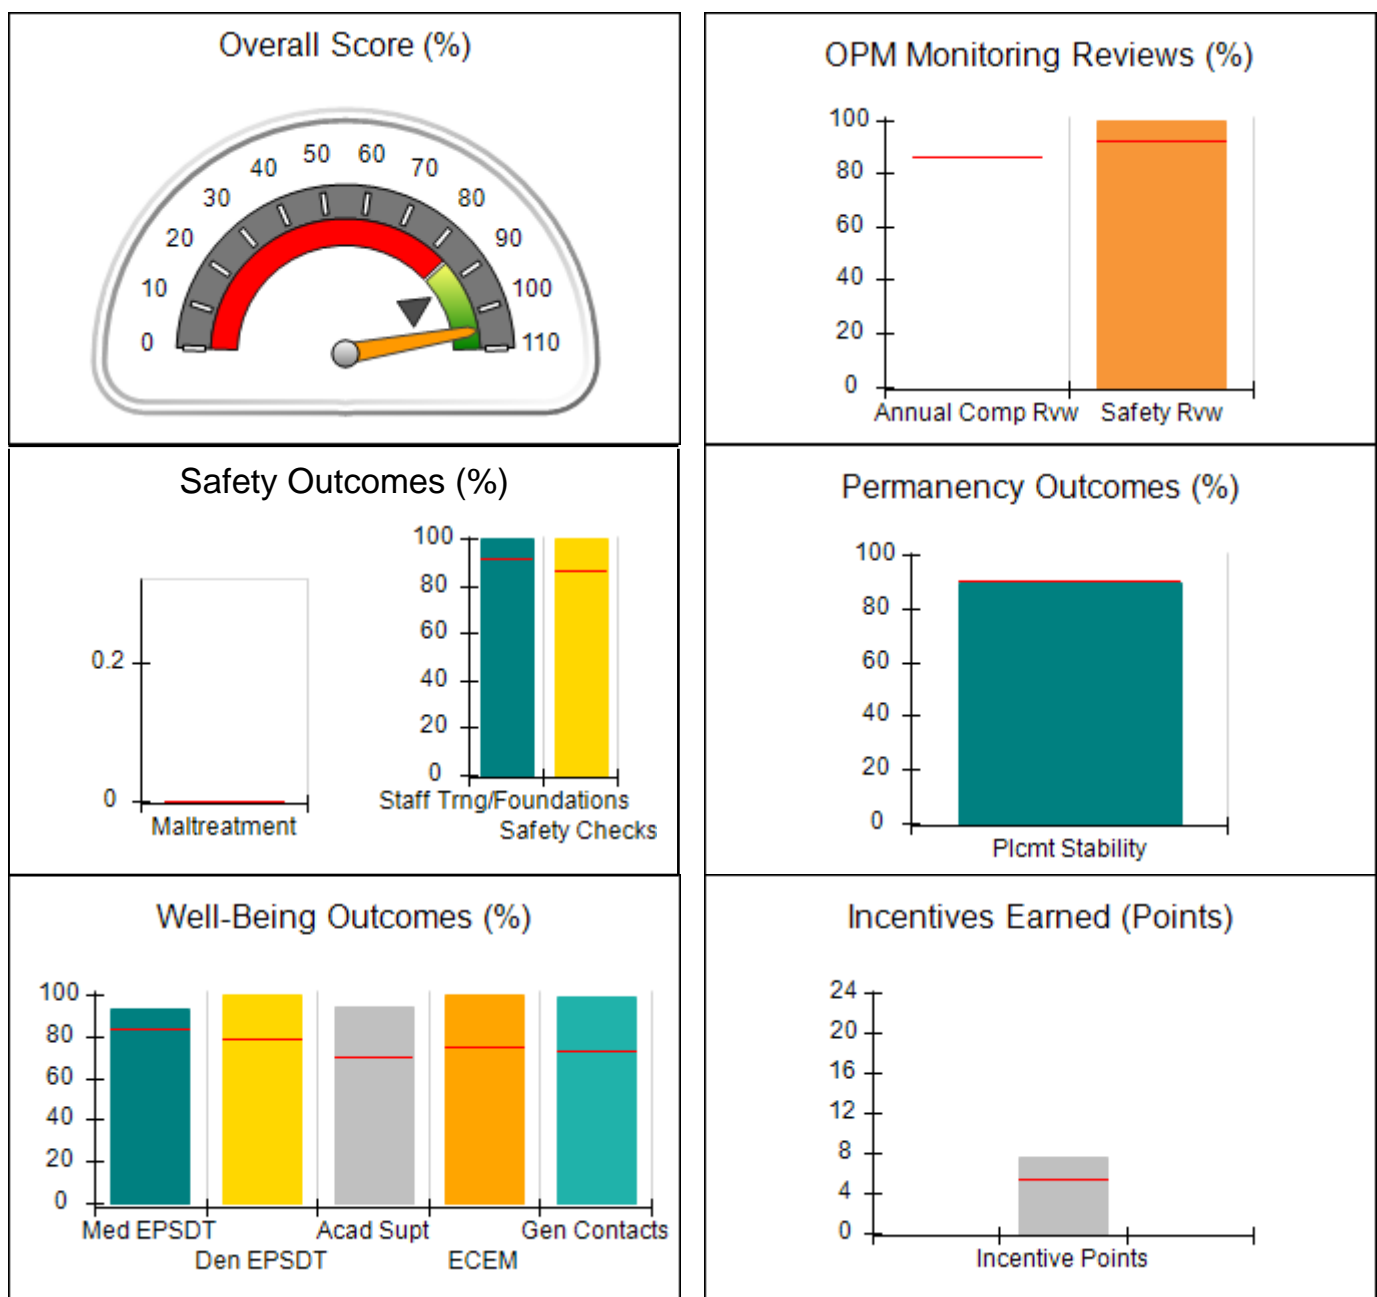 Overall Score (%)
0
10
20
30
40
50
60
70
80
90
100
110
OPM Monitoring Reviews (%)
100
80
60
40
20
0
Annual Comp Rvw
Safety Rvw
Safety Outcomes (%)
0.2
0
Maltreatment
100
80
60
40
20
0
Staff Trng/Foundations
Safety Checks
Permanency Outcomes (%)
100
80
60
40
20
0
Plcmt Stability
Well-Being Outcomes (%)
100
80
60
40
20
0
Med EPSDT
Acad Supt
Gen Contacts
Den EPSDT
ECEM
Incentives Earned (Points)
24
20
16
12
8
4
0
Incentive Points